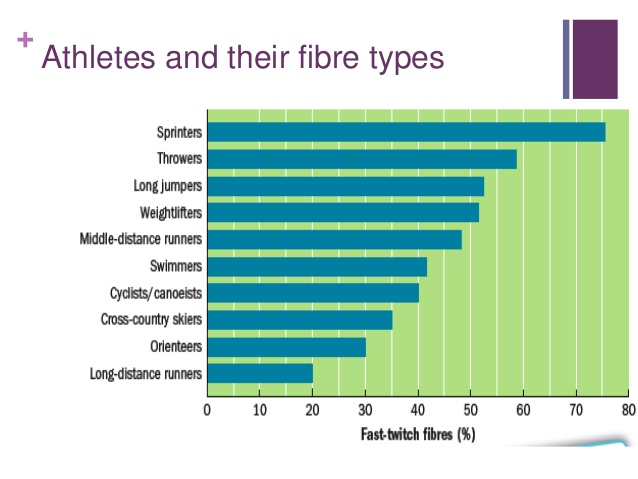 +
Athletes and their fibre types
Sprinters
Throwers
Long jumpers
Weightlifters
Middle-distance runners
Swimmers
Cyclists/canoeists
Cross-country skiers
Orienteers
Long-distance runners
0 10 20 30 40 50 60 70 80
Fast-twitch fibres (%)